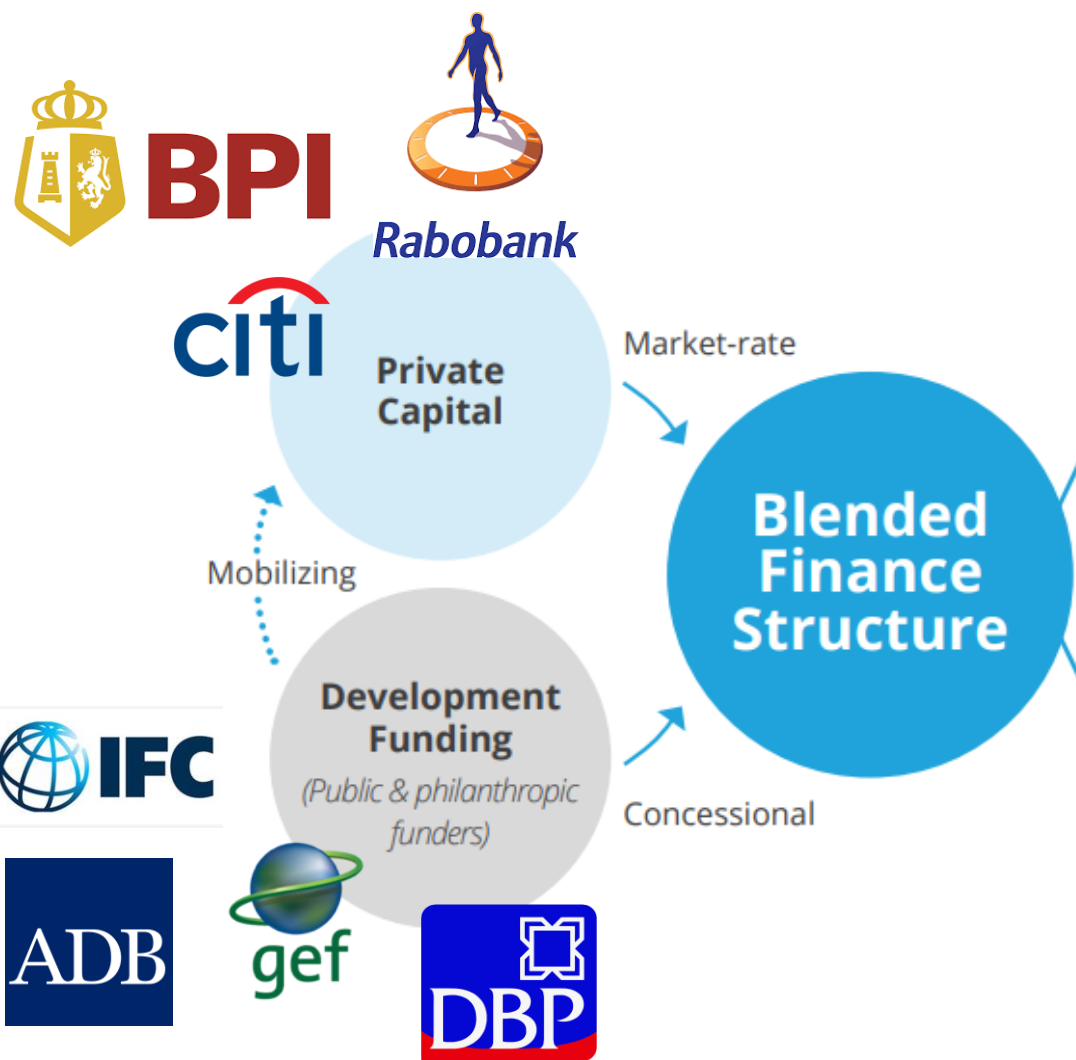 BPI
Rabobank
citi
Private
Capital
Market-rate
Blended
Finance
Structure
Mobilizing
Development
Funding
(Public & philanthropic
funders)
Concessional
IFC
ADB
gef
DBP